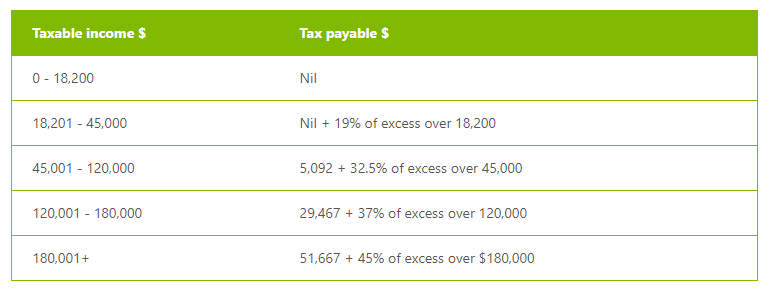 Taxable income $ Tax payable $
0 - 18,200 Nil
18,201 - 45,000 Nil + 19% of excess over 18,200
45,001 - 120,000 5,092 + 32.5% of excess over 45,000
120,001 - 180,000 29,467 + 37% of excess over 120,000
180,001+ 51,667 + 45% of excess over $180,000